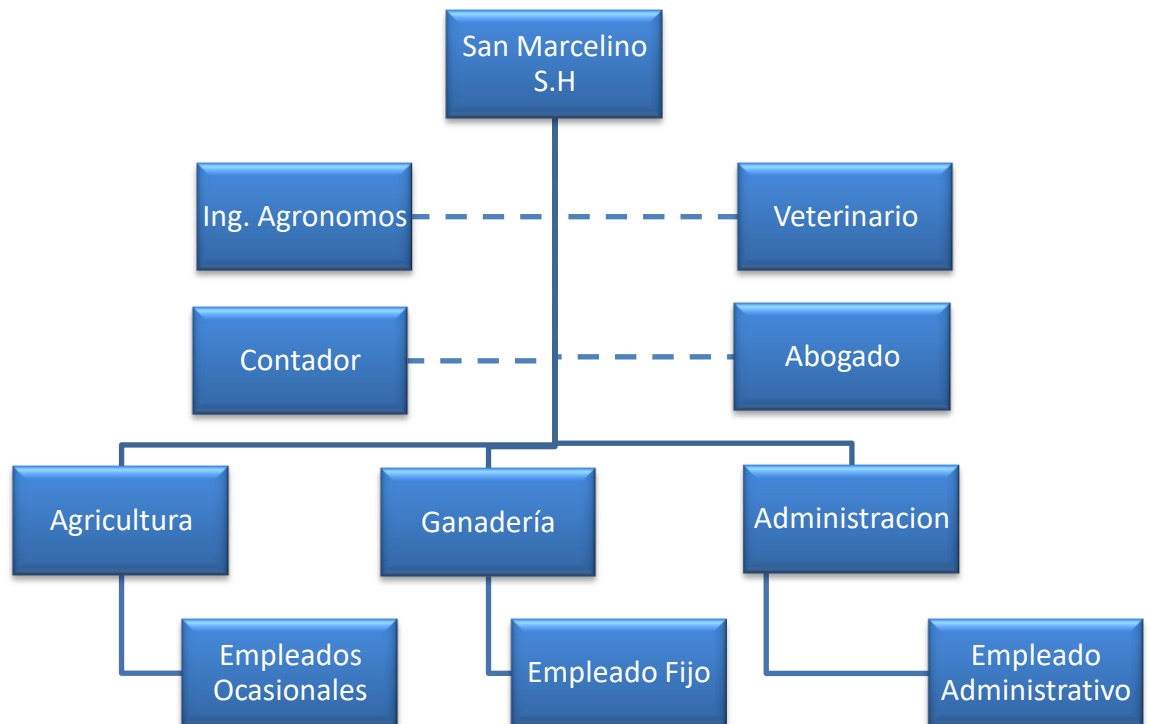 San Marcelino
S.H
Ing. Agronomos
Veterinario
Contador
Abogado
Agricultura
Ganadería
Administracion
Empleados
Ocasionales
Empleado Fijo
Empleado
Administrativo